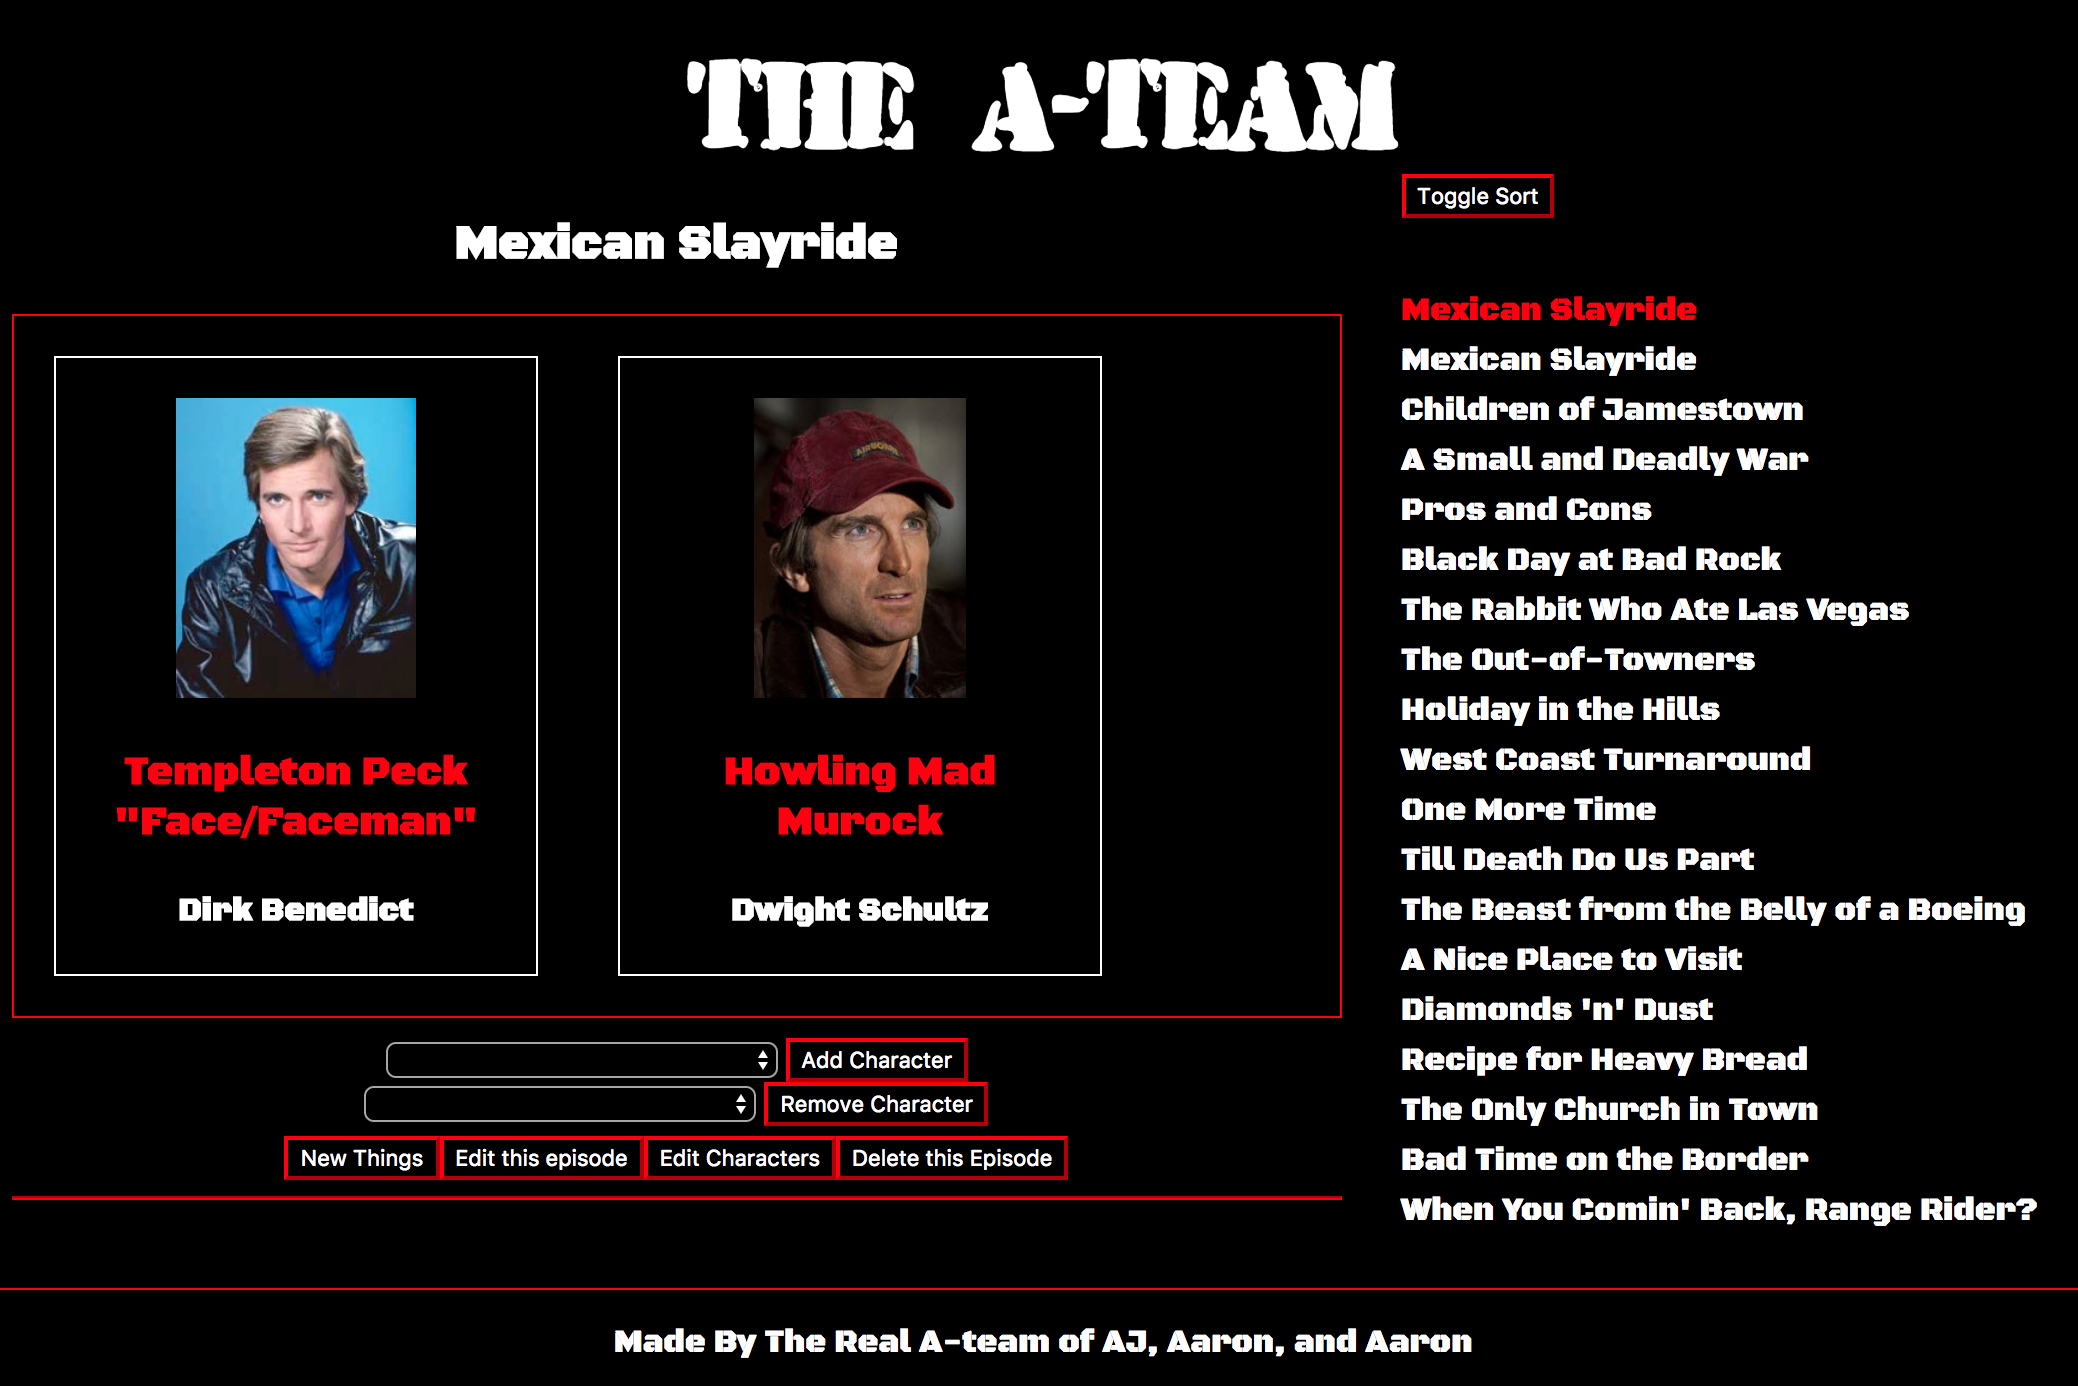 THE A-TEAM
Toggle Sort
Mexican Slayride
AIRBORNE
Templeton Peck
"Face/Faceman"
Dirk Benedict
Howling Mad
Murock
Dwight Schultz
Add Character
Remove Character
New Things
Edit this episode
Edit Characters
Delete this Episode
Mexican Slayride
Mexican Slayride
Children of Jamestown
A Small and Deadly War
Pros and Cons
Black Day at Bad Rock
The Rabbit Who Ate Las Vegas
The Out-of-Towners
Holiday in the Hills
West Coast Turnaround
One More Time
Till Death Do Us Part
The Beast from the Belly of a Boeing
A Nice Place to Visit
Diamonds 'n' Dust
Recipe for Heavy Bread
The Only Church in Town
Bad Time on the Border
When You Comin' Back, Range Rider?
Made By The Real A-team of AJ, Aaron, and Aaron